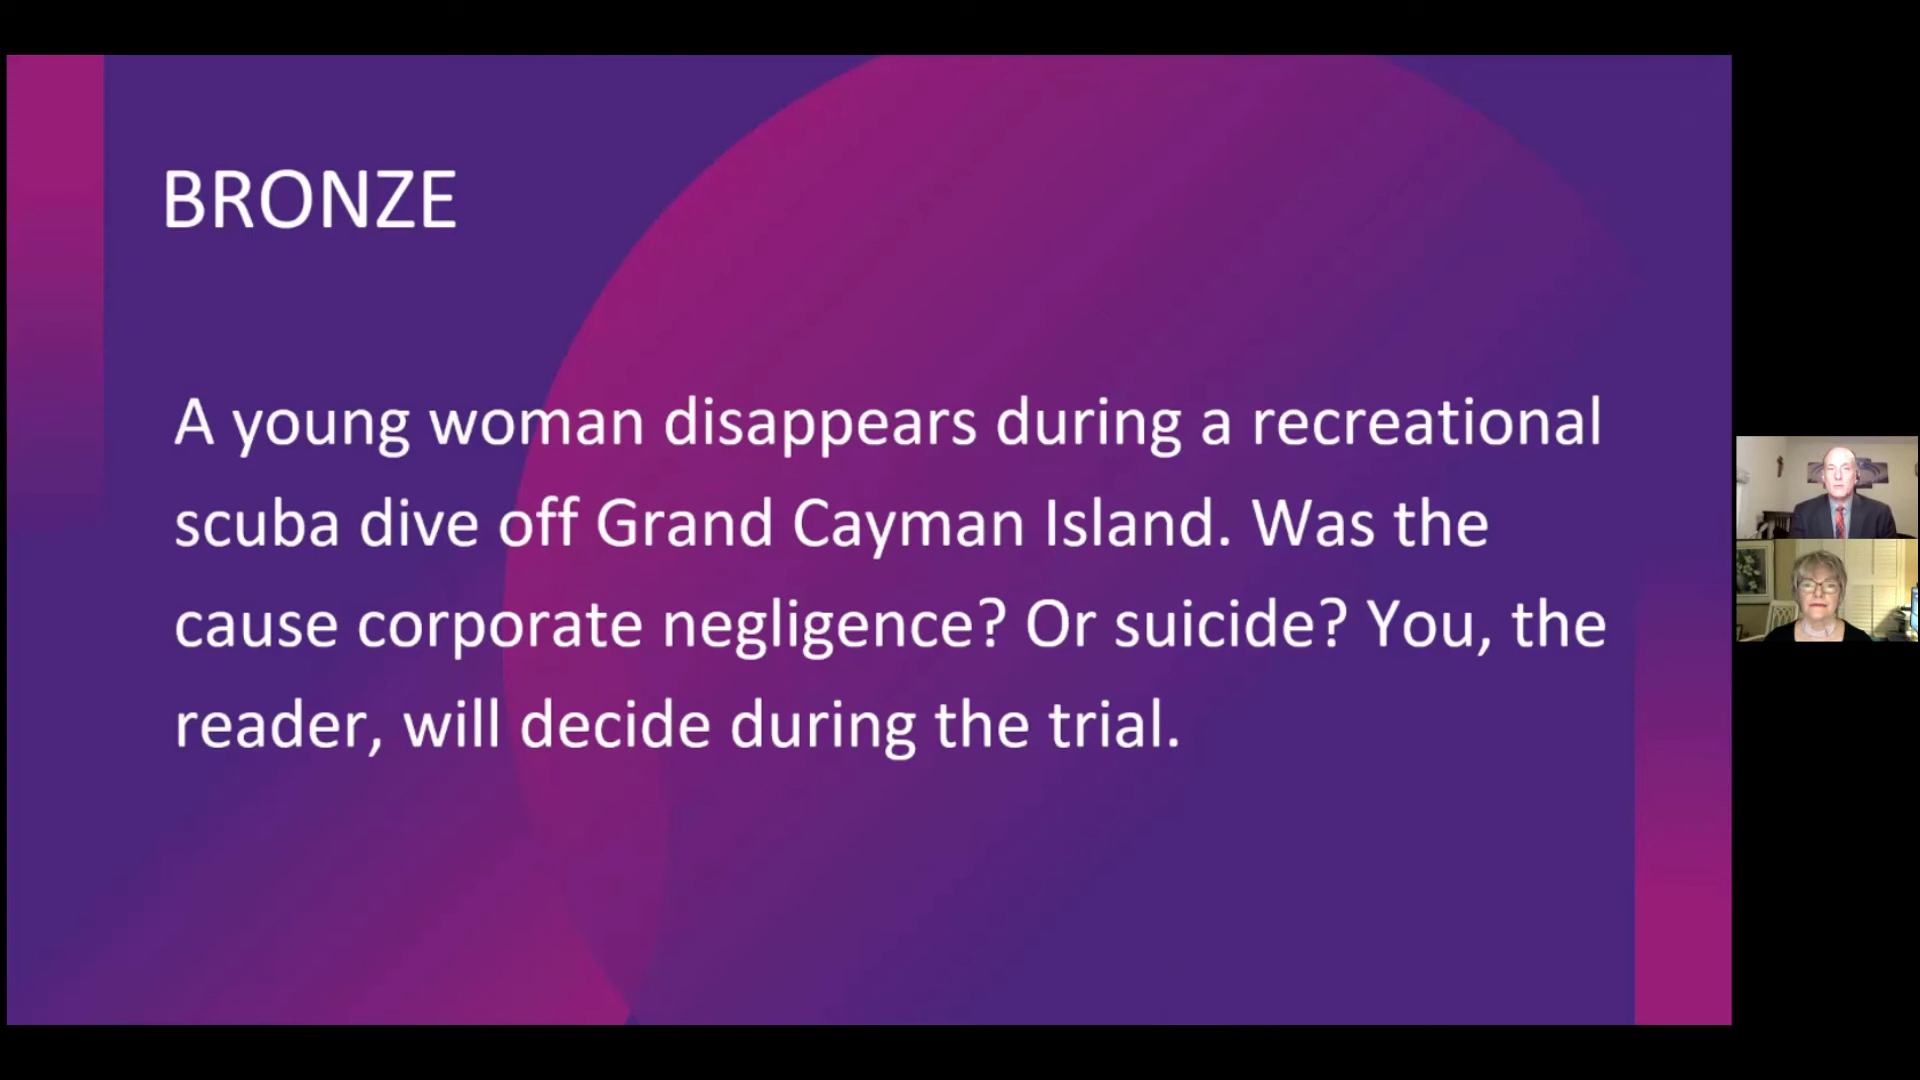 BRONZE
A young woman disappears during a recreational
scuba dive off Grand Cayman Island. Was the
cause corporate negligence? Or suicide? You, the
reader, will decide during the trial.